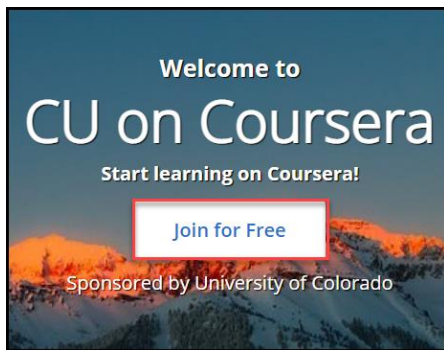 Welcome to
CU on Coursera
Start learning on Coursera!
Join for Free
Sponsored by University of Colorado